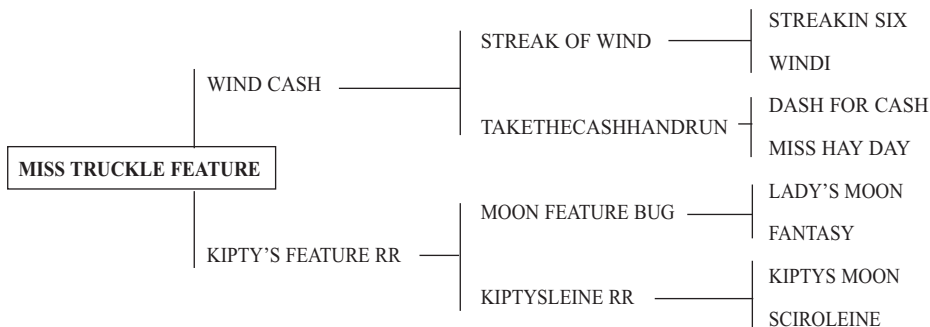 STREAKIN SIX
STREAK OF WIND
WINDI
WIND CASH
DASH FOR CASH
TAKETHECASHHANDRUN
MISS HAY DAY
MISS TRUCKLE FEATURE
LADY'S MOON
MOON FEATURE BUG
FANTASY
KIPTY'S FEATURE RR
KIPTYS MOON
KIPTYSLEINE RR
SCIROLEINE